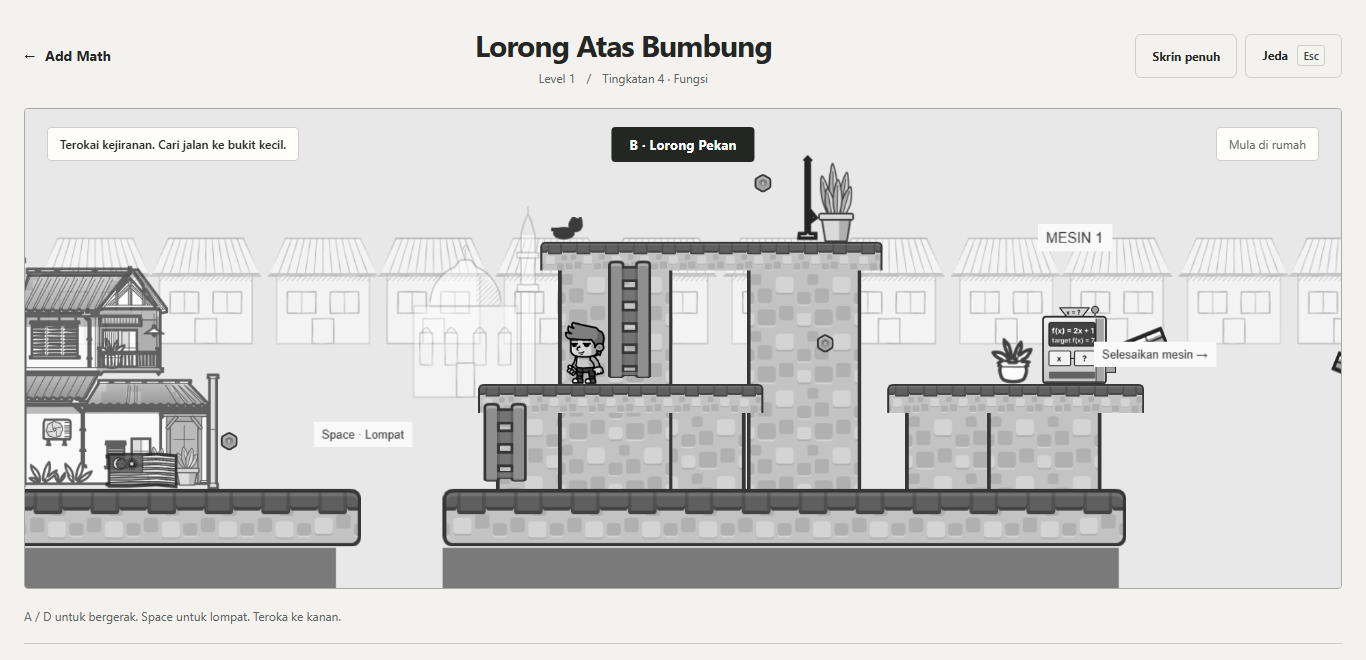 ← Add Math
Lorong Atas Bumbung
Level 1 / Tingkatan 4 · Fungsi
Skrin penuh
Jeda Esc
Terokai kejiranan. Cari jalan ke bukit kecil.
B · Lorong Pekan
Mula di rumah
MESIN 1
x = ?
f(x) = 2x + 1
target f(x) = 7
x → ?
Selesaikan mesin →
Space · Lompat
A / D untuk bergerak. Space untuk lompat. Teroka ke kanan.